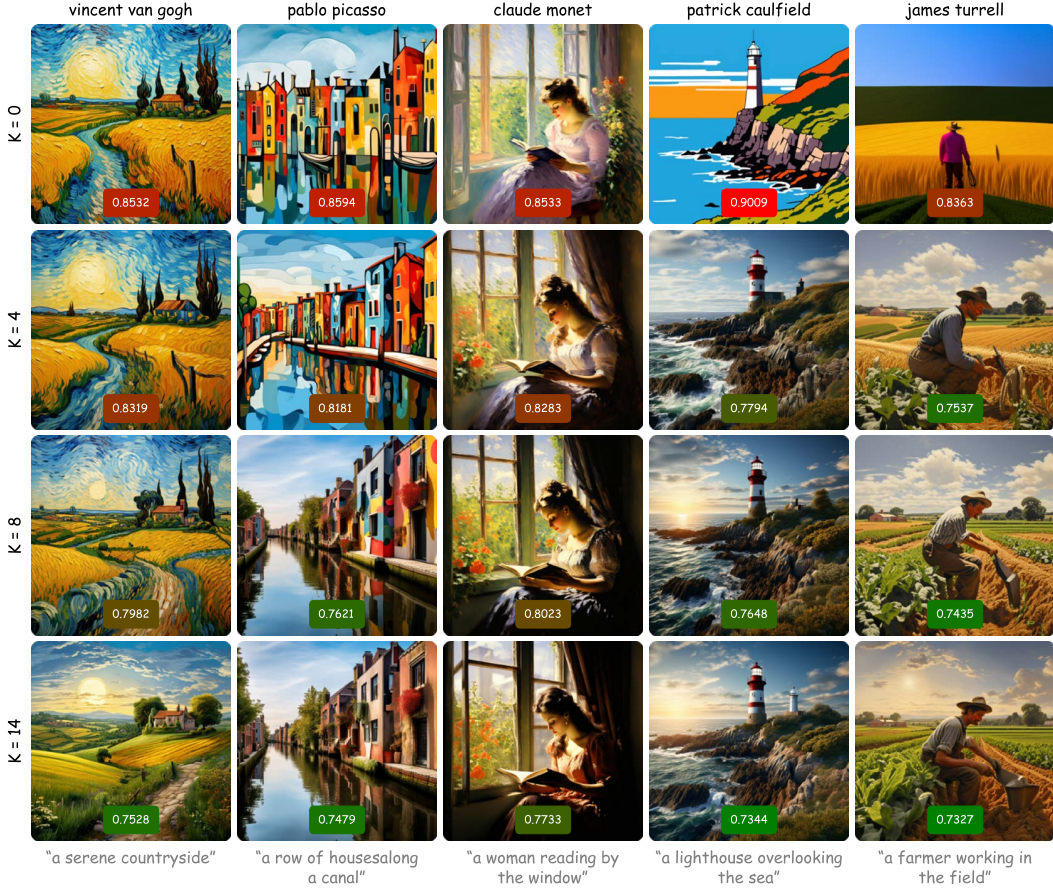 vincent van gogh
pablo picasso
claude monet
patrick caulfield
james turrell
K = 0
0.8532
0.8594
0.8533
0.9009
0.8363
K = 4
0.8319
0.8181
0.8283
0.7794
0.7537
K = 8
0.7982
0.7621
0.8023
0.7648
0.7435
K = 14
0.7528
0.7479
0.7733
0.7344
0.7327
“a serene countryside”
“a row of housesalong
a canal”
“a woman reading by
the window”
“a lighthouse overlooking
the sea”
“a farmer working in
the field”